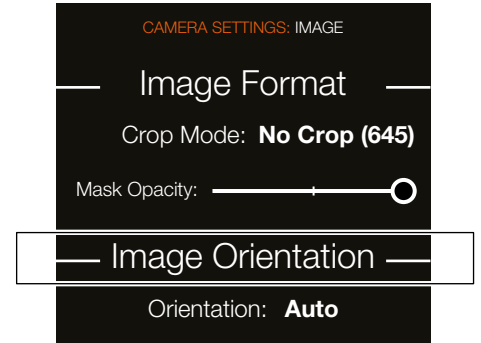 CAMERA SETTINGS: IMAGE
Image Format
Crop Mode: No Crop (645)
Mask Opacity:
Image Orientation
Orientation: Auto